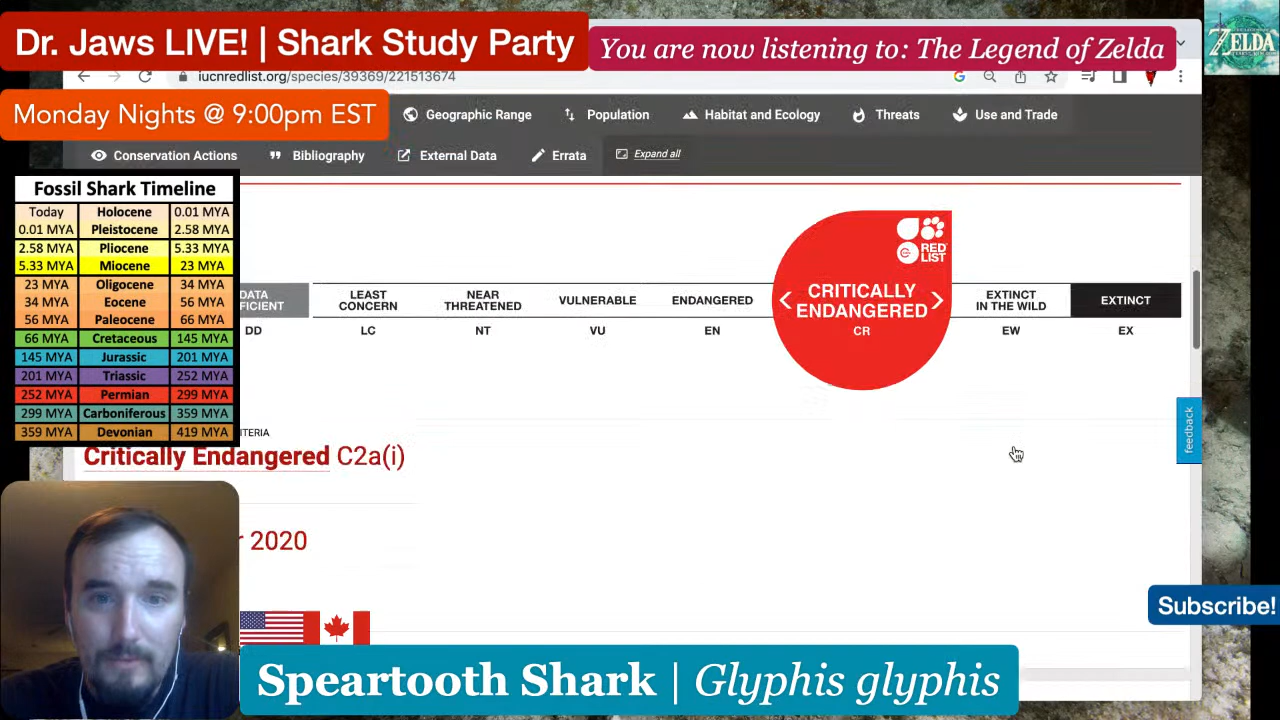 Dr. Jaws LIVE! | Shark Study Party
You are now listening to: The Legend of Zelda
ZELDA
iucnredlist.org/species/39369/221513674
Monday Nights @ 9:00pm EST
Geographic Range
Population
Habitat and Ecology
Threats
Use and Trade
Conservation Actions
Bibliography
External Data
Errata
Expand all
Fossil Shark Timeline
Today Holocene 0.01 MYA
0.01 MYA Pleistocene 2.58 MYA
2.58 MYA Pliocene 5.33 MYA
5.33 MYA Miocene 23 MYA
23 MYA Oligocene 34 MYA
34 MYA Eocene 56 MYA
56 MYA Paleocene 66 MYA
66 MYA Cretaceous 145 MYA
145 MYA Jurassic 201 MYA
201 MYA Triassic 252 MYA
252 MYA Permian 299 MYA
299 MYA Carboniferous 359 MYA
359 MYA Devonian 419 MYA
RED
LIST
DATA
FICIENT
DD
LEAST
CONCERN
LC
NEAR
THREATENED
NT
VULNERABLE
VU
ENDANGERED
EN
< CRITICALLY >
ENDANGERED
CR
EXTINCT
IN THE WILD
EW
EXTINCT
EX
feedback
TERIA
Critically Endangered C2a(i)
r 2020
Subscribe!
Speartooth Shark | Glyphis glyphis